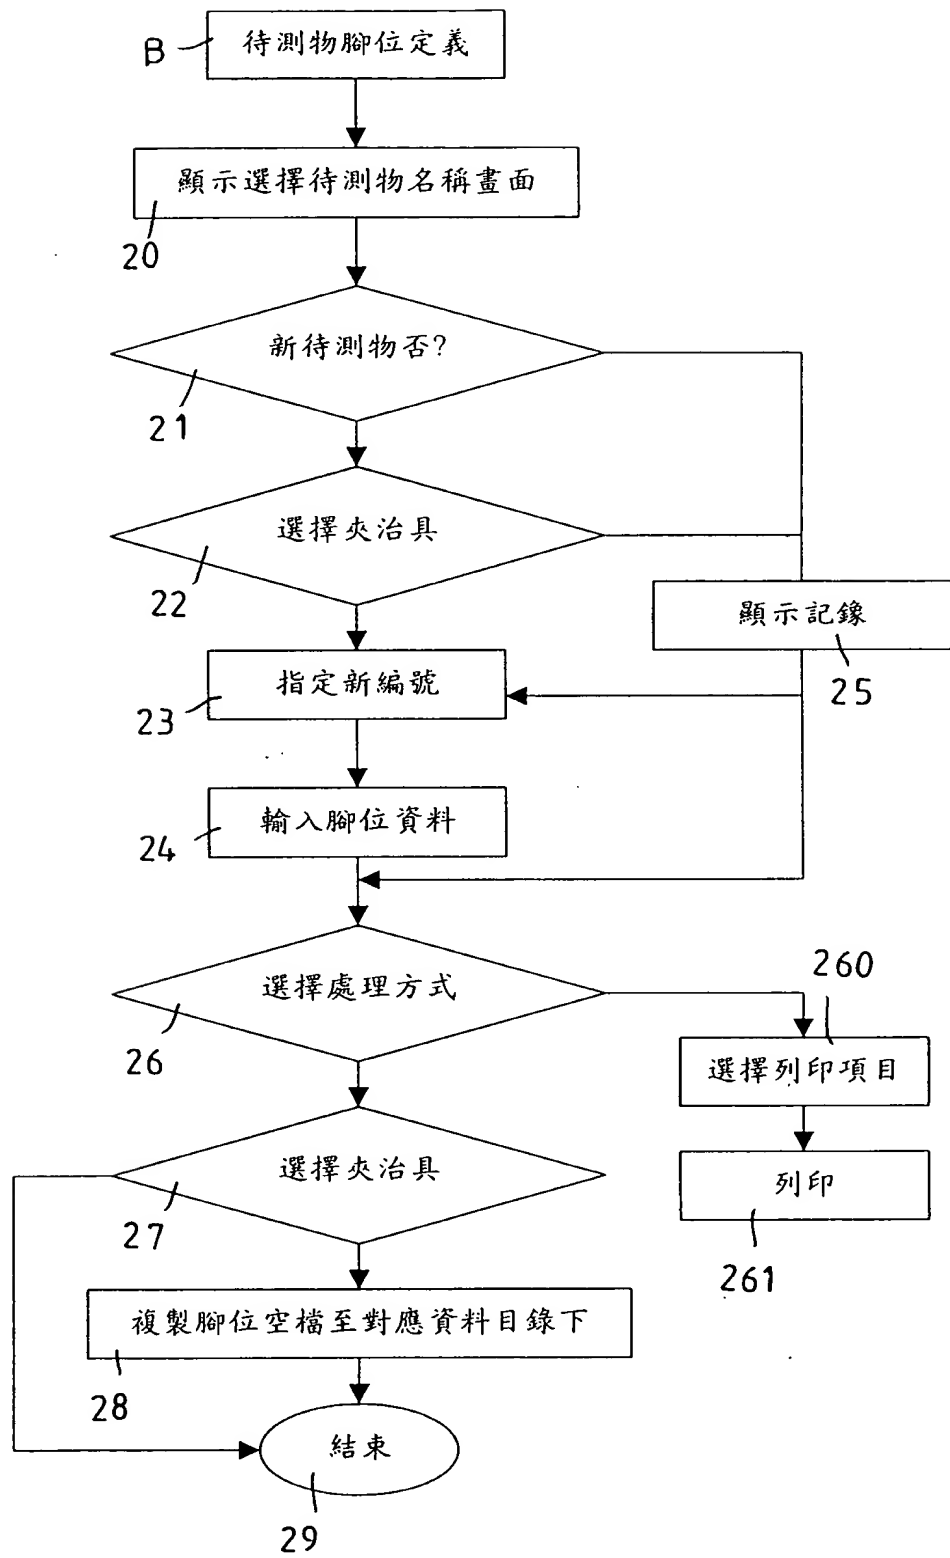 B
待測物腳位定義
顯示選擇待測物名稱畫面
20
新待測物否?
21
選擇夾治具
22
顯示記錄
25
指定新編號
23
輸入腳位資料
24
選擇處理方式
26
260
選擇列印項目
選擇夾治具
27
列印
261
複製腳位空檔至對應資料目錄下
28
結束
29